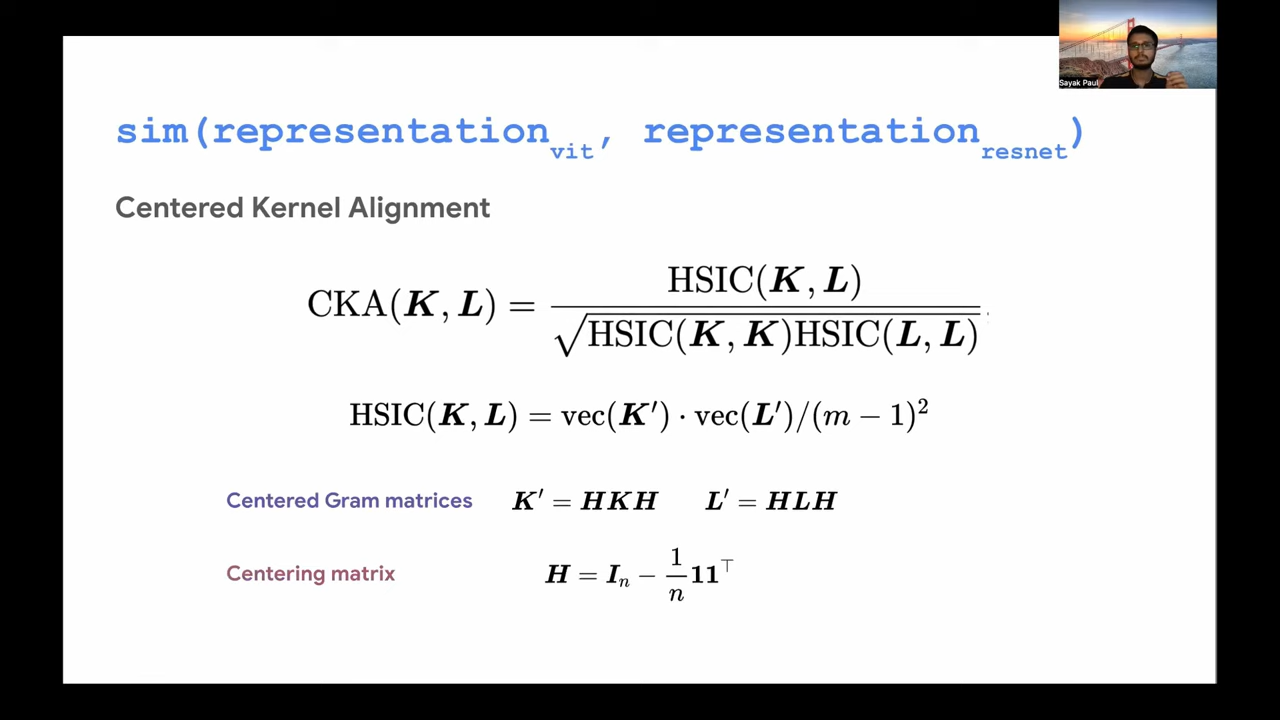 Sayak Paul
sim(representation_vit, representation_resnet)
Centered Kernel Alignment
CKA(K, L) = HSIC(K, L) / √HSIC(K, K)HSIC(L, L)
HSIC(K, L) = vec(K′) · vec(L′)/(m − 1)²
Centered Gram matrices K′ = HKH L′ = HLH
Centering matrix H = Iₙ − 1/n 11⊤